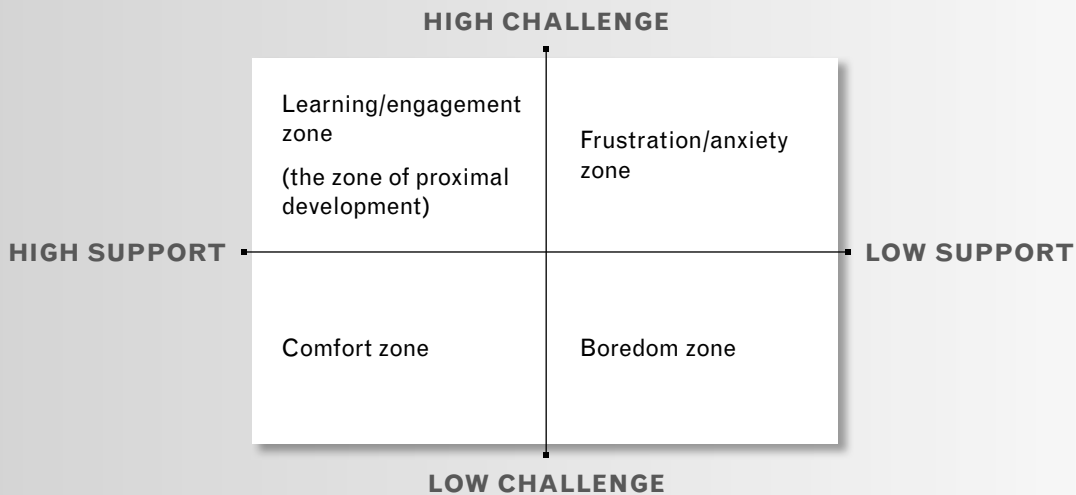 HIGH CHALLENGE
Learning/engagement
zone
(the zone of proximal
development)
Frustration/anxiety
zone
HIGH SUPPORT
LOW SUPPORT
Comfort zone
Boredom zone
LOW CHALLENGE